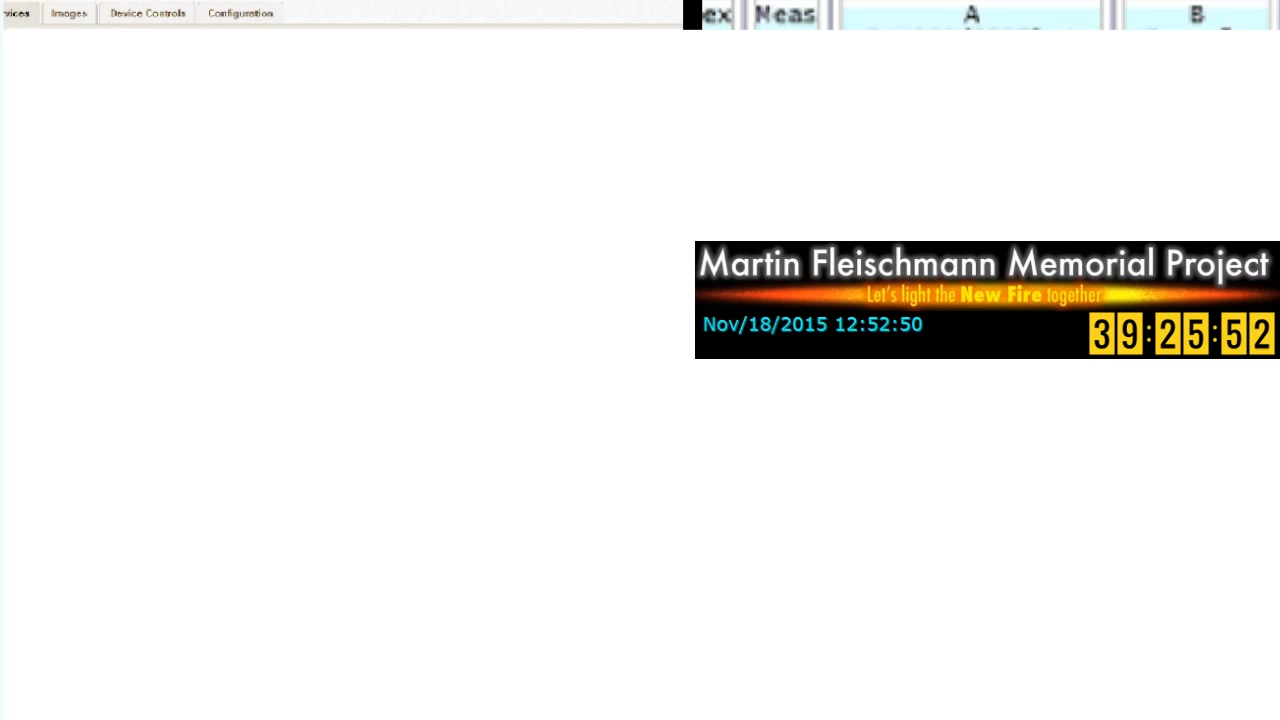 Images Device Controls Configuration
Meas A B
Martin Fleischmann Memorial Project
Let's light the New Fire together
Nov/18/2015 12:52:50
39:25:52